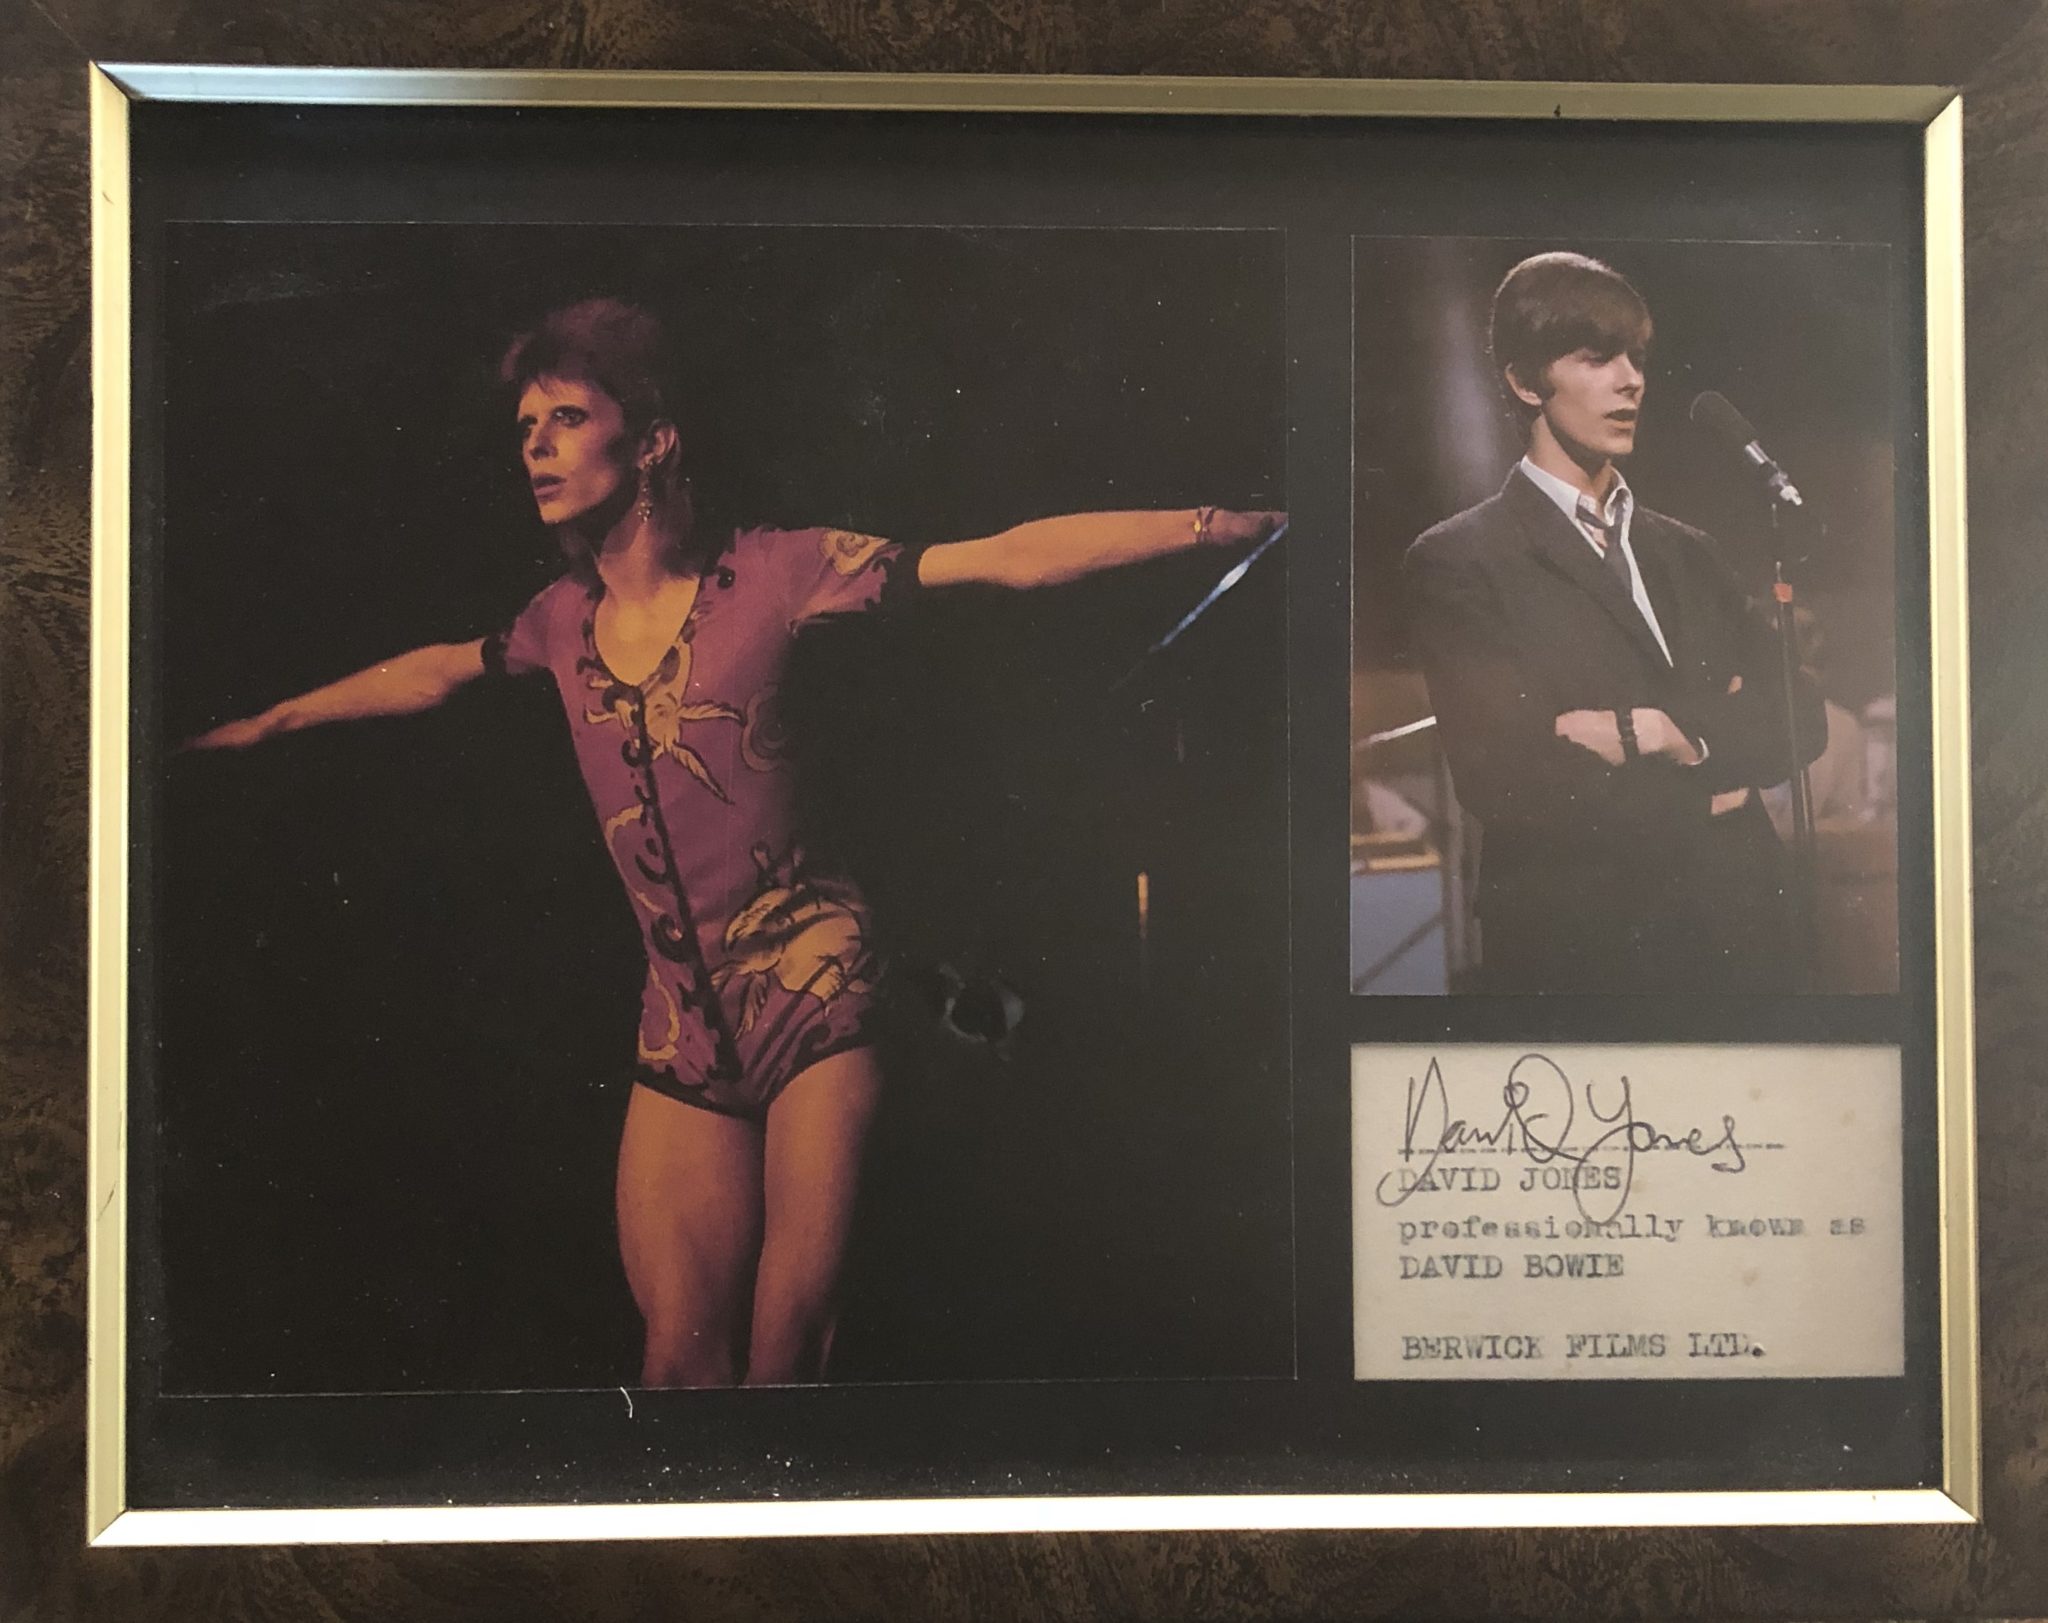 David Jones
DAVID JONES
professionally known as
DAVID BOWIE
BERWICK FILMS LTD.